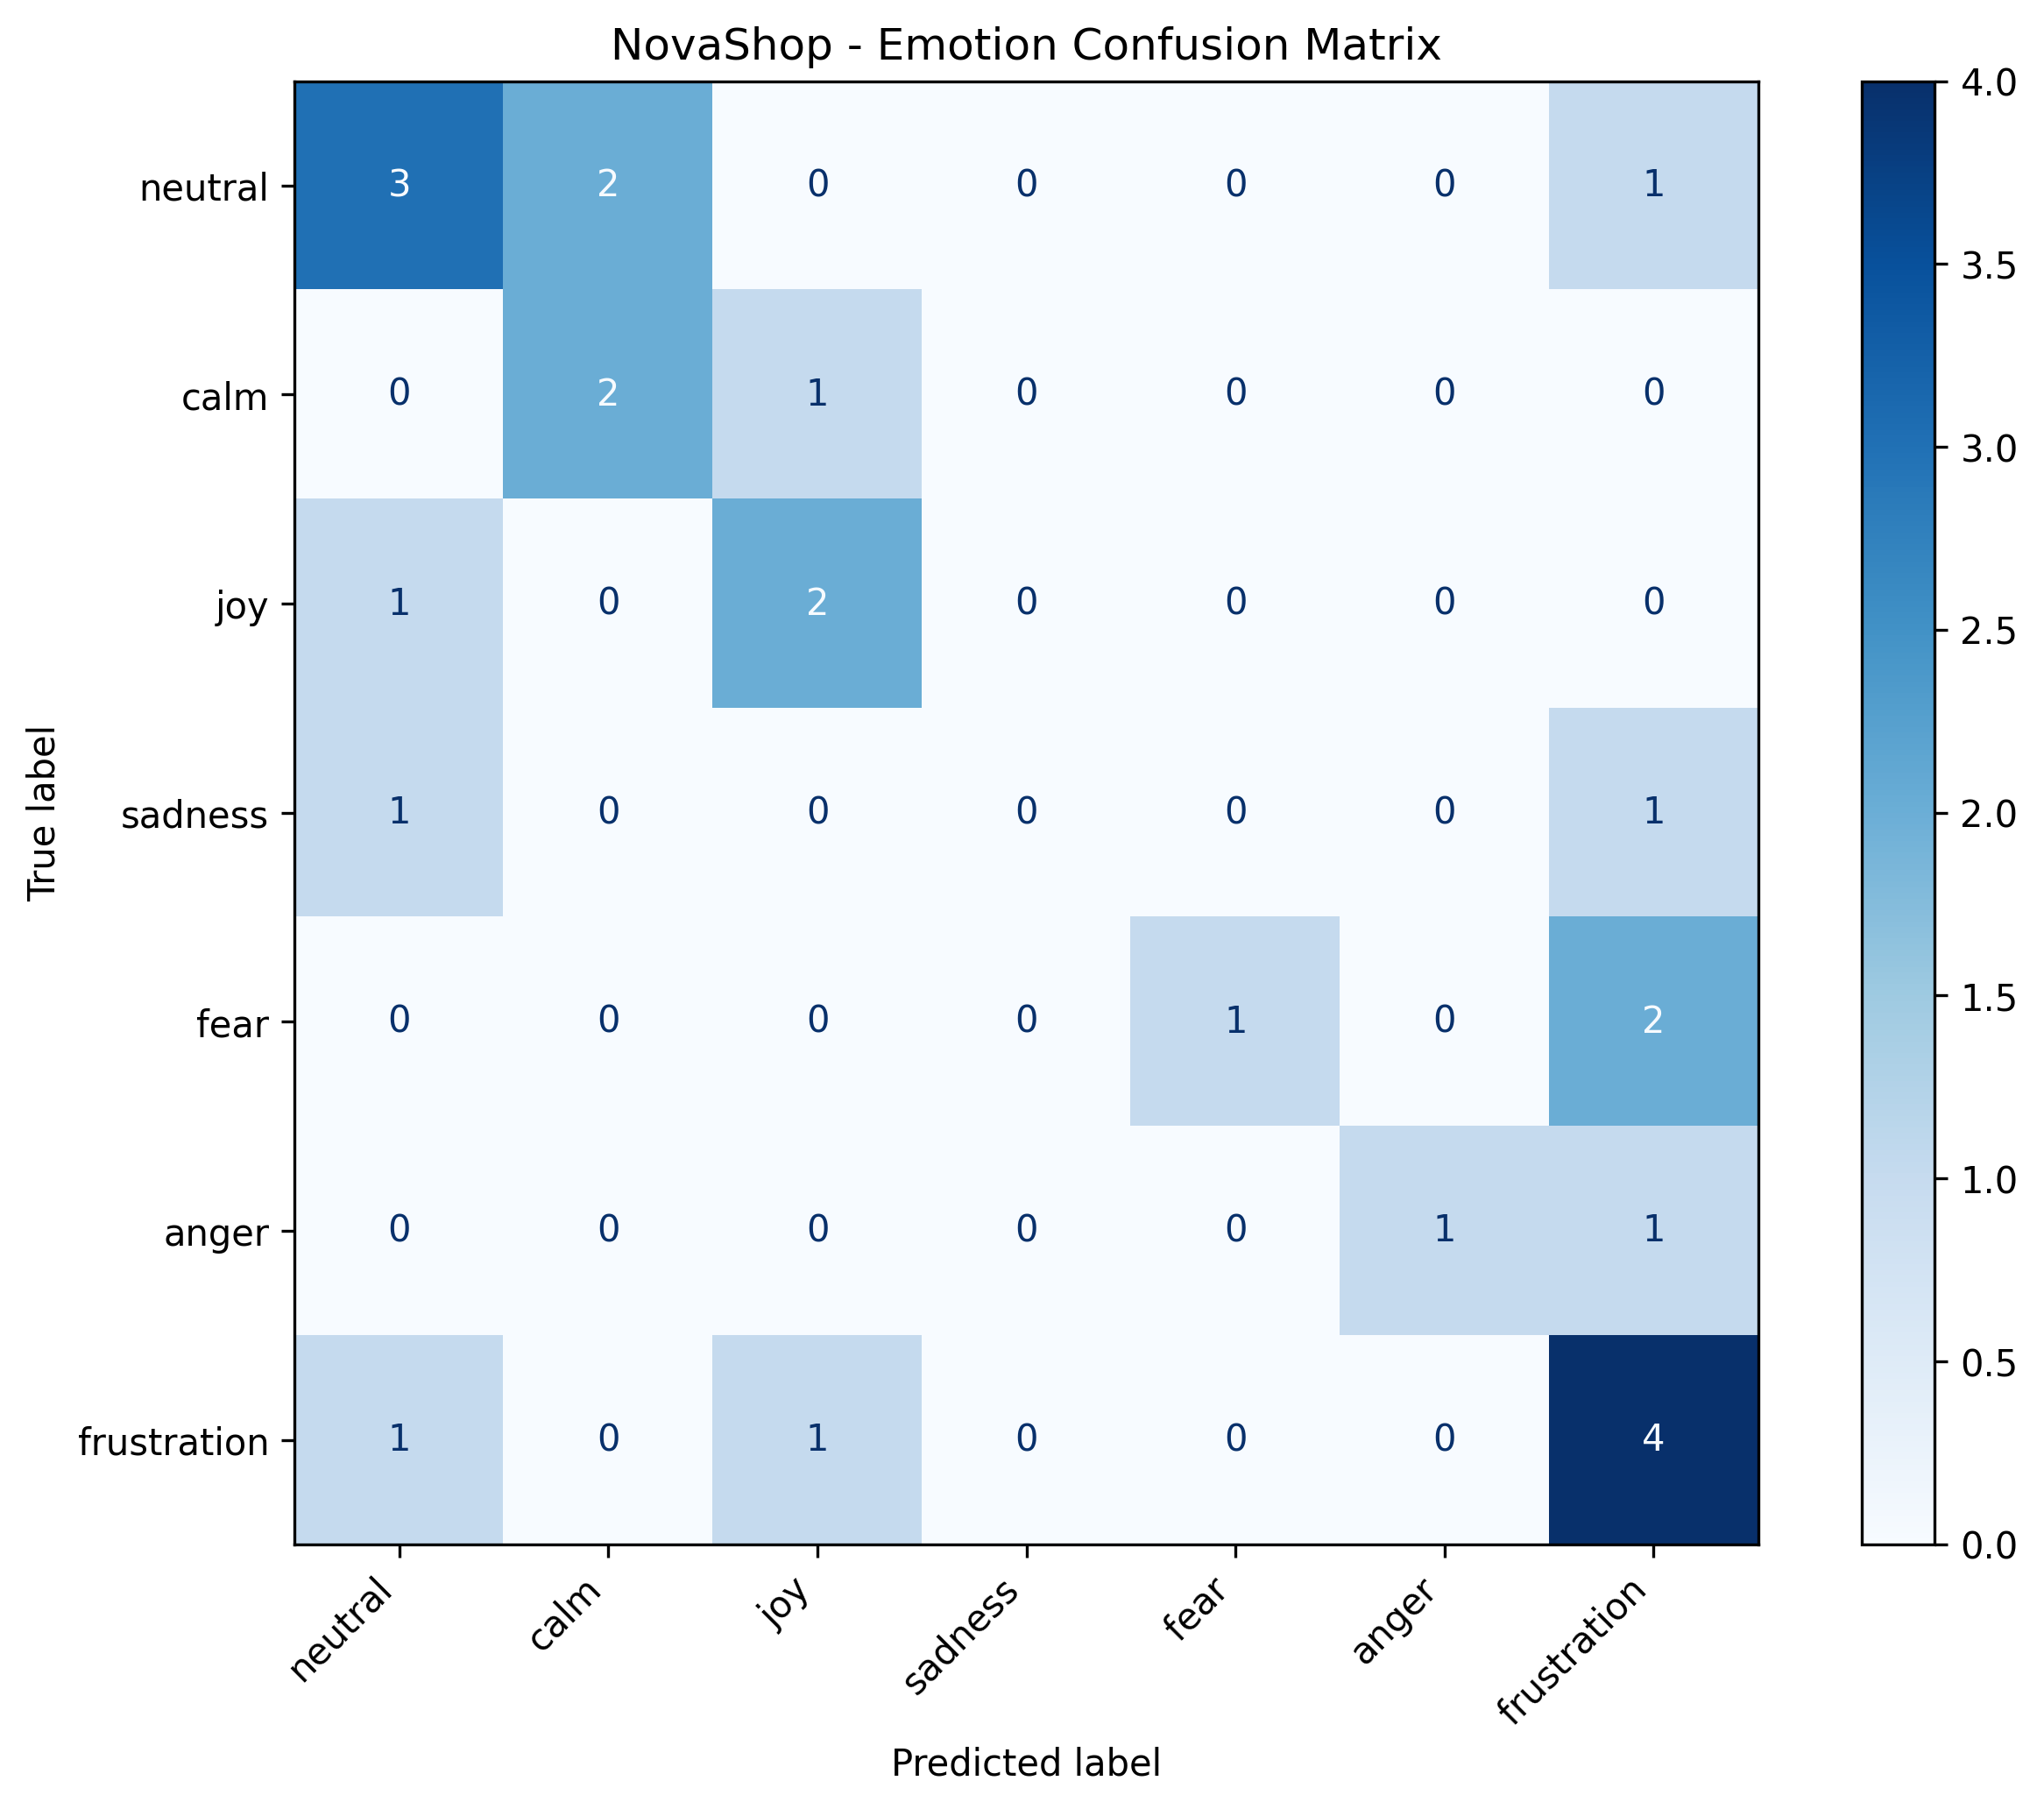 NovaShop - Emotion Confusion Matrix
True label
neutral 3 2 0 0 0 0 1
calm 0 2 1 0 0 0 0
joy 1 0 2 0 0 0 0
sadness 1 0 0 0 0 0 1
fear 0 0 0 0 1 0 2
anger 0 0 0 0 0 1 1
frustration 1 0 1 0 0 0 4
neutral calm joy sadness fear anger frustration
Predicted label
4.0
3.5
3.0
2.5
2.0
1.5
1.0
0.5
0.0